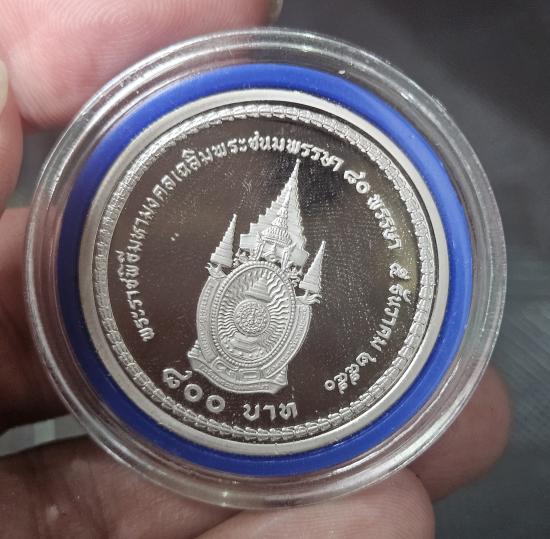 พระราชพิธีมหามงคลเฉลิมพระชนมพรรษา ๘๐ พรรษา ๕ ธันวาคม ๒๕๕๐
๘๐๐ บาท